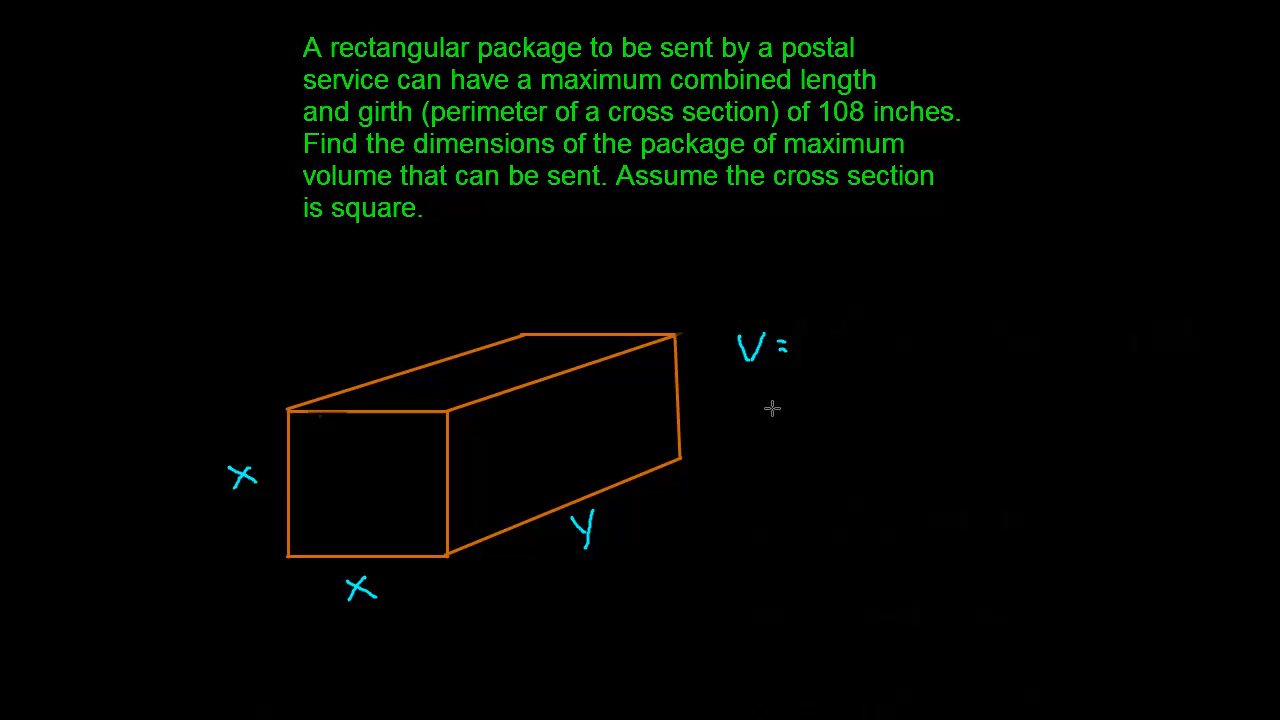 A rectangular package to be sent by a postal
service can have a maximum combined length
and girth (perimeter of a cross section) of 108 inches.
Find the dimensions of the package of maximum
volume that can be sent. Assume the cross section
is square.
V =
x
y
x